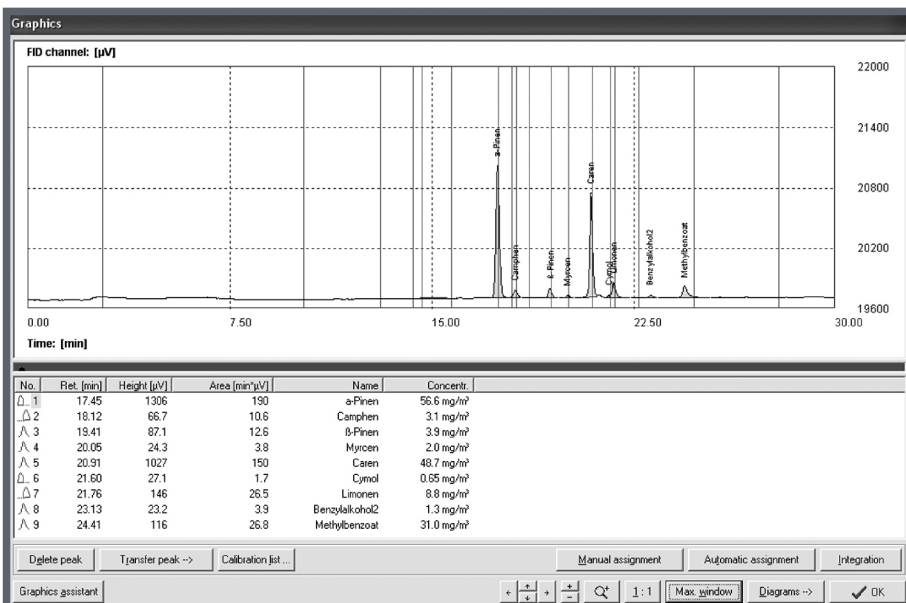 Graphics
FID channel: [µV]
22000
21400
20800
20200
19600
a-Pinen
Camphen
ß-Pinen
Myrcen
Caren
Cymol
Limonen
Benzylalkohol2
Methylbenzoat
0.00 7.50 15.00 22.50 30.00
Time: [min]
No. Ret. [min] Height [µV] Area [min*µV] Name Concentr.
1 17.45 1306 190 a-Pinen 56.6 mg/m³
2 18.12 66.7 10.6 Camphen 3.1 mg/m³
3 19.41 87.1 12.6 ß-Pinen 3.9 mg/m³
4 20.05 24.3 3.8 Myrcen 2.0 mg/m³
5 20.91 1027 150 Caren 48.7 mg/m³
6 21.60 27.1 1.7 Cymol 0.65 mg/m³
7 21.76 146 26.5 Limonen 8.8 mg/m³
8 23.13 23.2 3.9 Benzylalkohol2 1.3 mg/m³
9 24.41 116 26.8 Methylbenzoat 31.0 mg/m³
Delete peak Transfer peak --> Calibration list ... Manual assignment Automatic assignment Integration
Graphics assistant 1:1 Max. window Diagrams --> OK